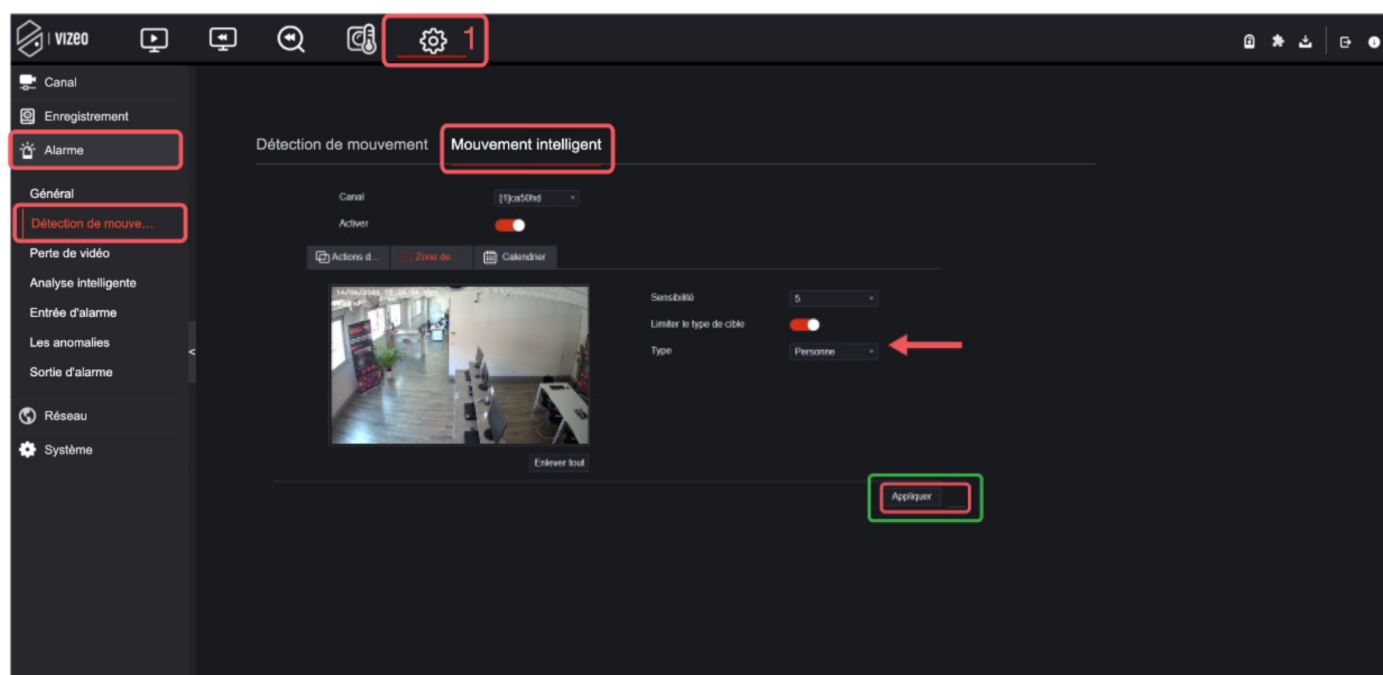 VIZEO
1
Canal
Enregistrement
Alarme
Général
Détection de mouve...
Perte de vidéo
Analyse intelligente
Entrée d'alarme
Les anomalies
Sortie d'alarme
Réseau
Système
<
Détection de mouvement Mouvement intelligent
Canal [1]ca50hd
Activer
Actions d... Zone de ... Calendrier
Sensibilité 5
Limiter le type de cible
Type Personne
Enlever tout
Appliquer